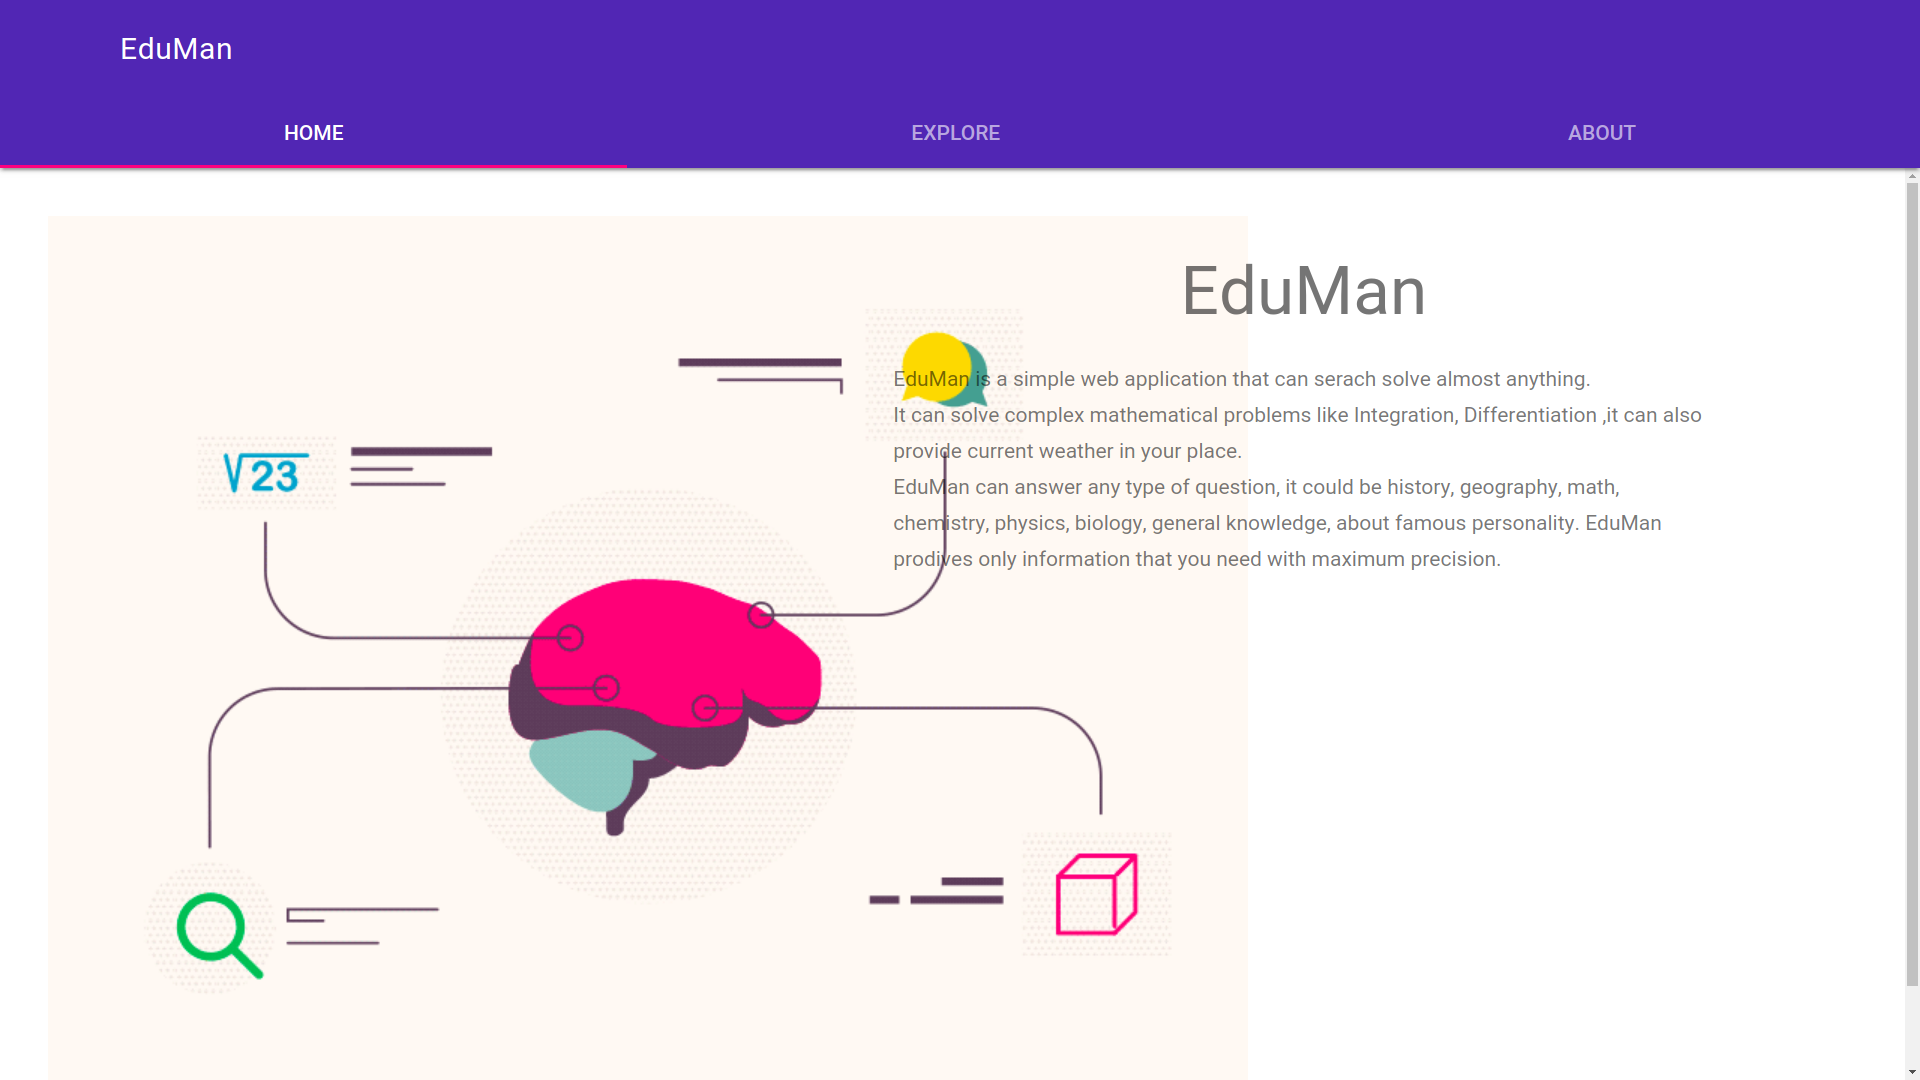 EduMan
HOME
EXPLORE
ABOUT
EduMan
EduMan is a simple web application that can serach solve almost anything.
It can solve complex mathematical problems like Integration, Differentiation ,it can also
provide current weather in your place.
EduMan can answer any type of question, it could be history, geography, math,
chemistry, physics, biology, general knowledge, about famous personality. EduMan
prodives only information that you need with maximum precision.
√23